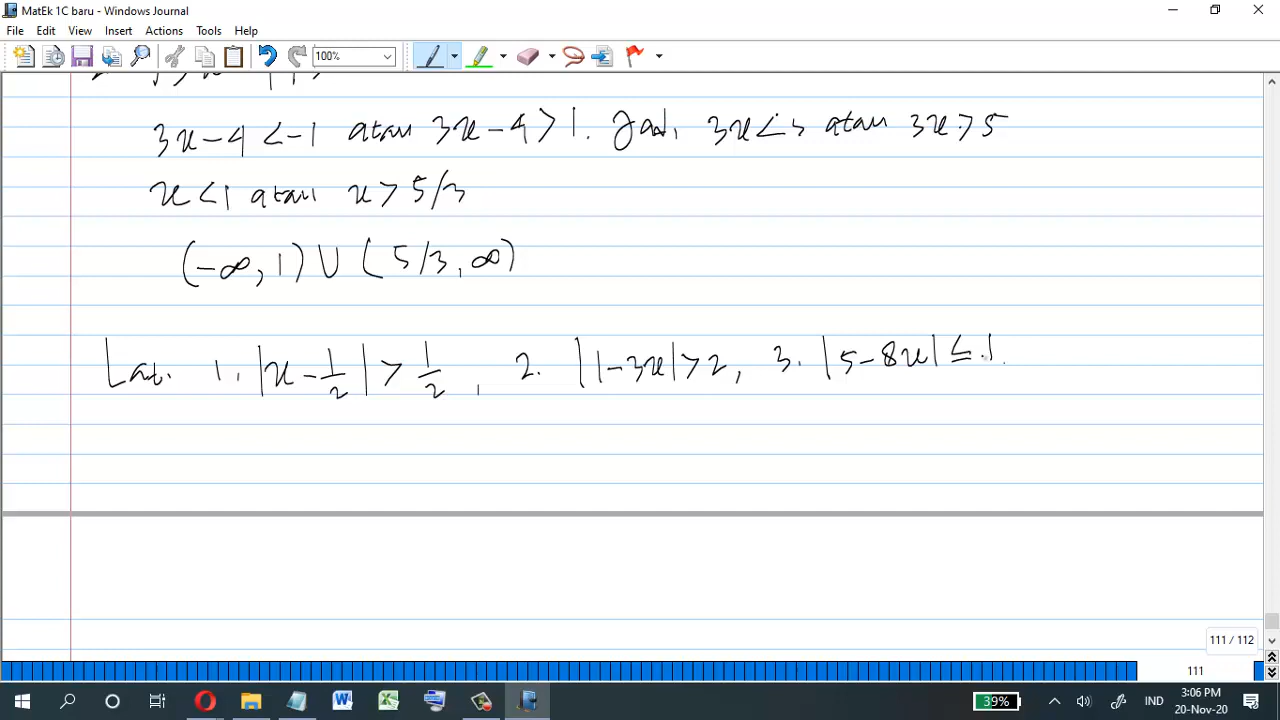 MatEk 1C baru - Windows Journal
File Edit View Insert Actions Tools Help
100%
3x-4 <-1 atau 3x-4>1. Jadi 3x<3 atau 3x>5
x<1 atau x>5/3
(-∞,1)∪(5/3,∞)
Lat. 1. |x-1/2|>1/2, 2. |1-3x|>2, 3. |5-8x|≤1.
111 / 112
111
39% IND 3:06 PM
20-Nov-20